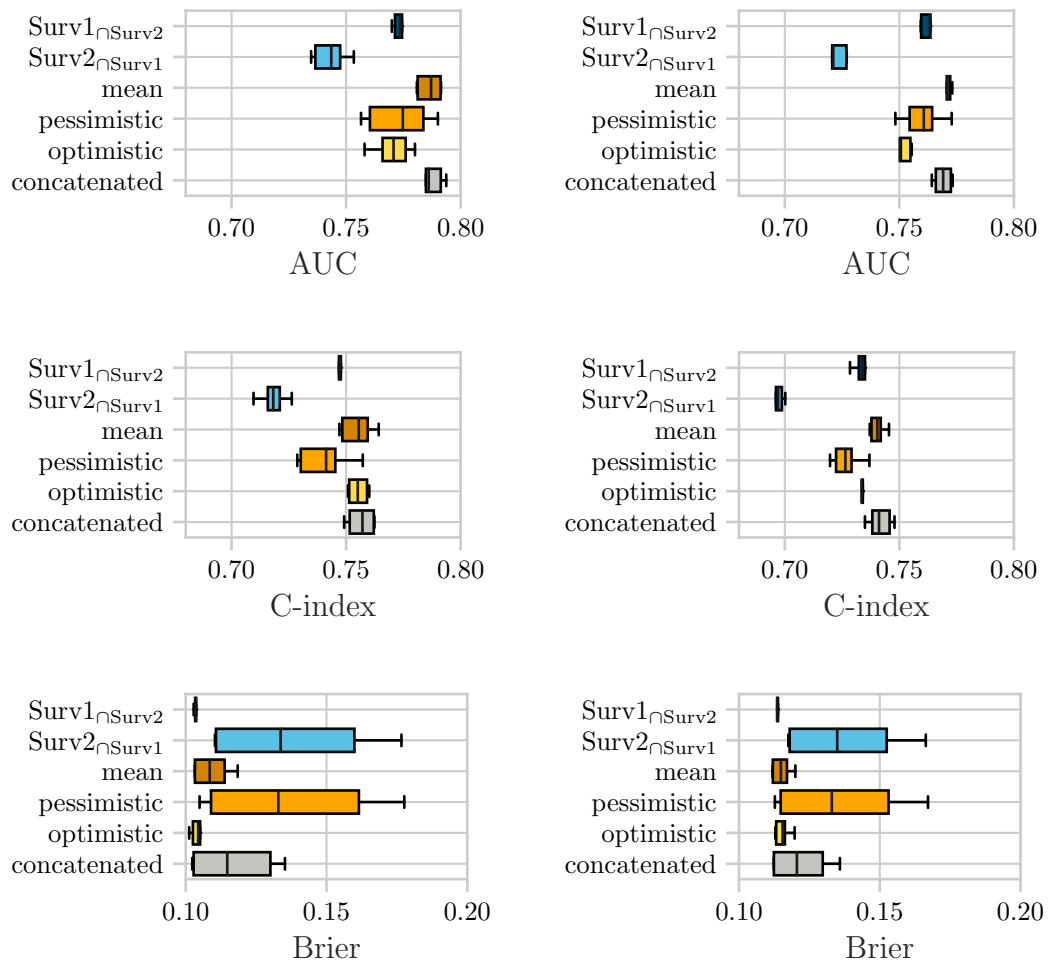 Surv1∩Surv2
Surv2∩Surv1
mean
pessimistic
optimistic
concatenated
0.70 0.75 0.80
AUC
Surv1∩Surv2
Surv2∩Surv1
mean
pessimistic
optimistic
concatenated
0.70 0.75 0.80
AUC
Surv1∩Surv2
Surv2∩Surv1
mean
pessimistic
optimistic
concatenated
0.70 0.75 0.80
C-index
Surv1∩Surv2
Surv2∩Surv1
mean
pessimistic
optimistic
concatenated
0.70 0.75 0.80
C-index
Surv1∩Surv2
Surv2∩Surv1
mean
pessimistic
optimistic
concatenated
0.10 0.15 0.20
Brier
Surv1∩Surv2
Surv2∩Surv1
mean
pessimistic
optimistic
concatenated
0.10 0.15 0.20
Brier